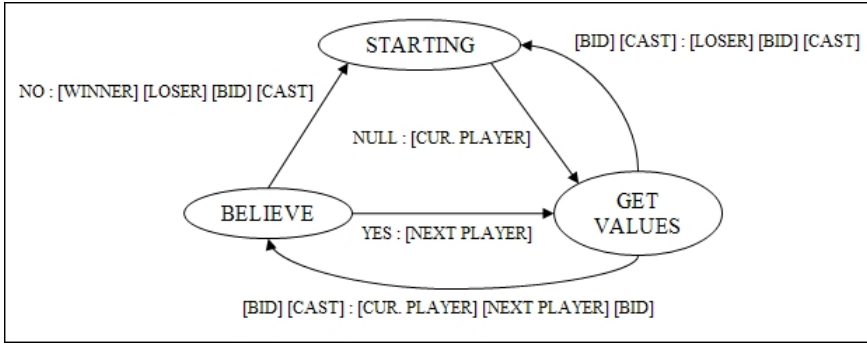 STARTING
[BID] [CAST] : [LOSER] [BID] [CAST]
NO : [WINNER] [LOSER] [BID] [CAST]
NULL : [CUR. PLAYER]
BELIEVE
GET
VALUES
YES : [NEXT PLAYER]
[BID] [CAST] : [CUR. PLAYER] [NEXT PLAYER] [BID]